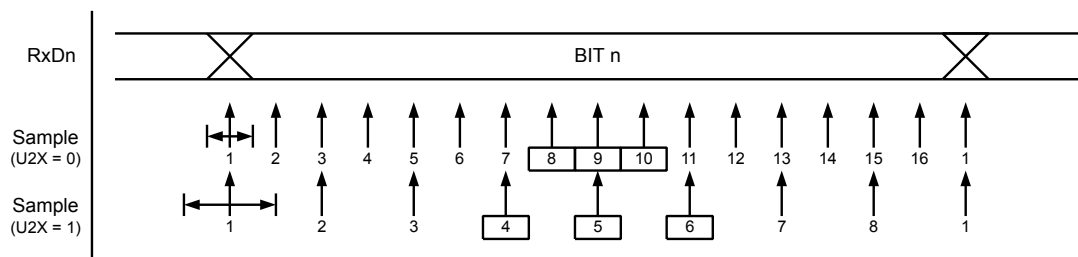 RxDn
BIT n
Sample
(U2X = 0)
1 2 3 4 5 6 7 8 9 10 11 12 13 14 15 16 1
Sample
(U2X = 1)
1 2 3 4 5 6 7 8 1